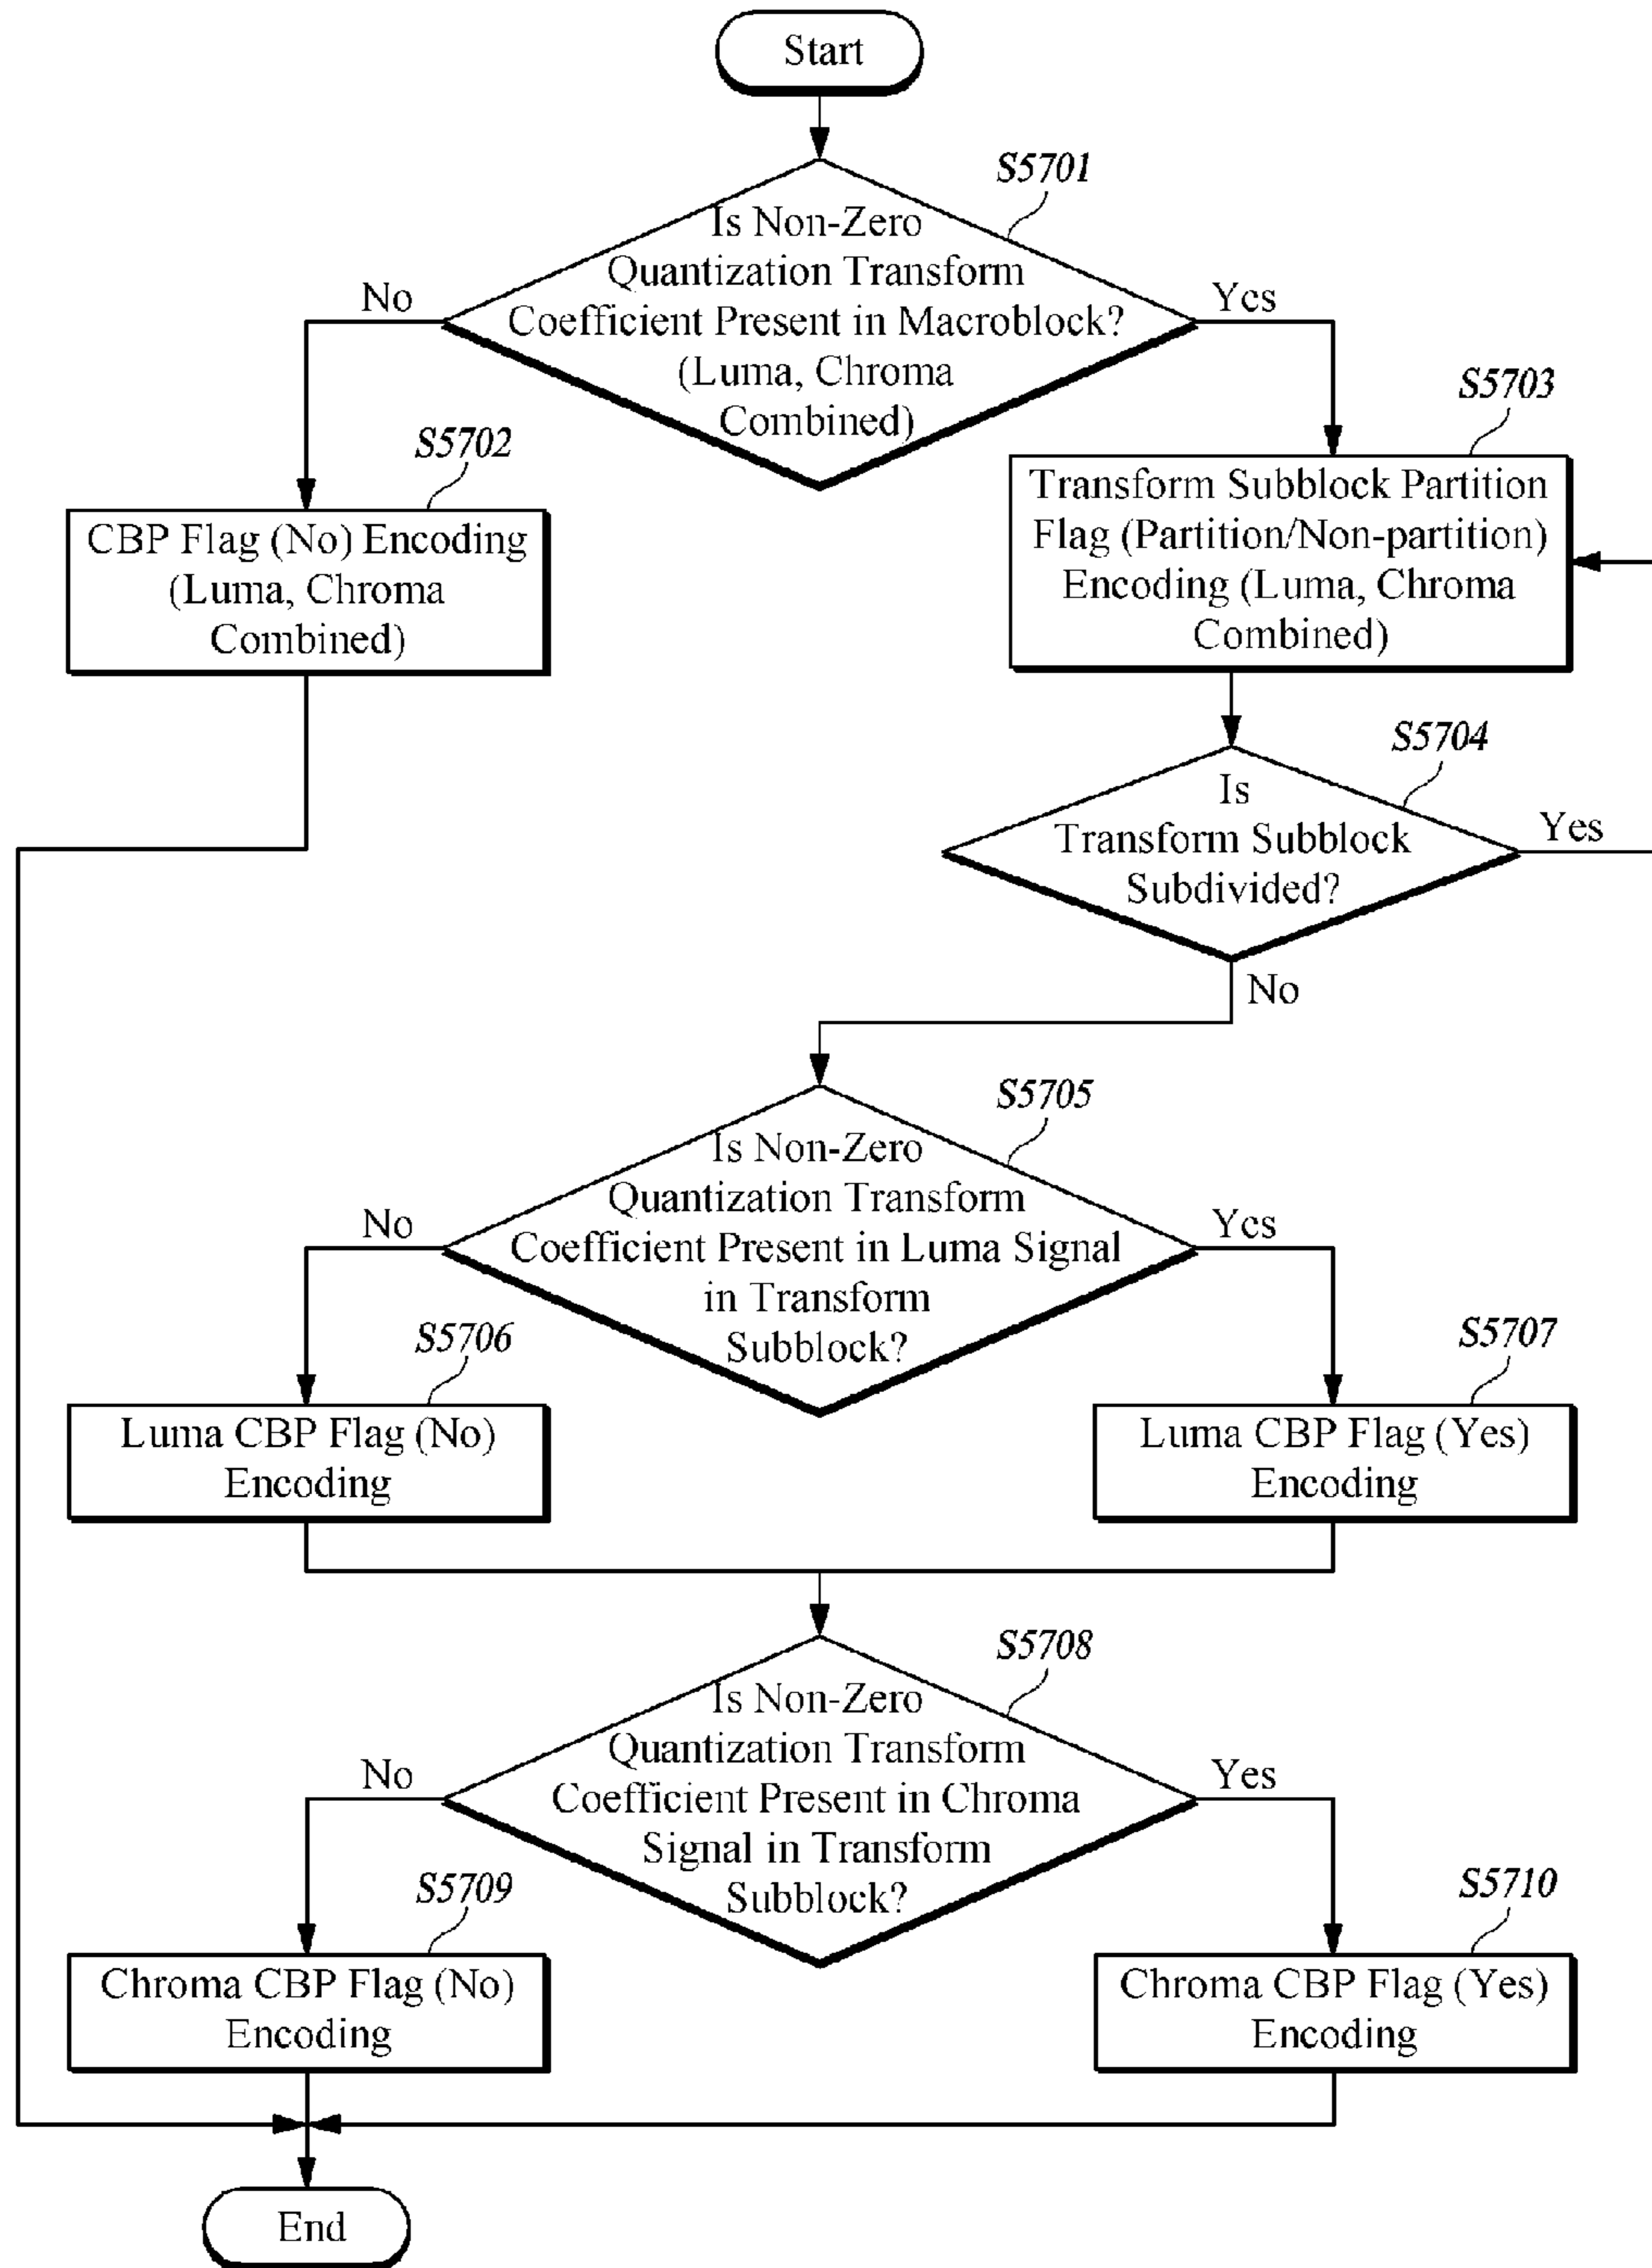 Start
S5701
Is Non-Zero
Quantization Transform
Coefficient Present in Macroblock?
(Luma, Chroma
Combined)
No
Yes
S5702
CBP Flag (No) Encoding
(Luma, Chroma
Combined)
S5703
Transform Subblock Partition
Flag (Partition/Non-partition)
Encoding (Luma, Chroma
Combined)
S5704
Is
Transform Subblock
Subdivided?
Yes
No
S5705
Is Non-Zero
Quantization Transform
Coefficient Present in Luma Signal
in Transform
Subblock?
No
Yes
S5706
Luma CBP Flag (No)
Encoding
S5707
Luma CBP Flag (Yes)
Encoding
S5708
Is Non-Zero
Quantization Transform
Coefficient Present in Chroma
Signal in Transform
Subblock?
No
Yes
S5709
Chroma CBP Flag (No)
Encoding
S5710
Chroma CBP Flag (Yes)
Encoding
End